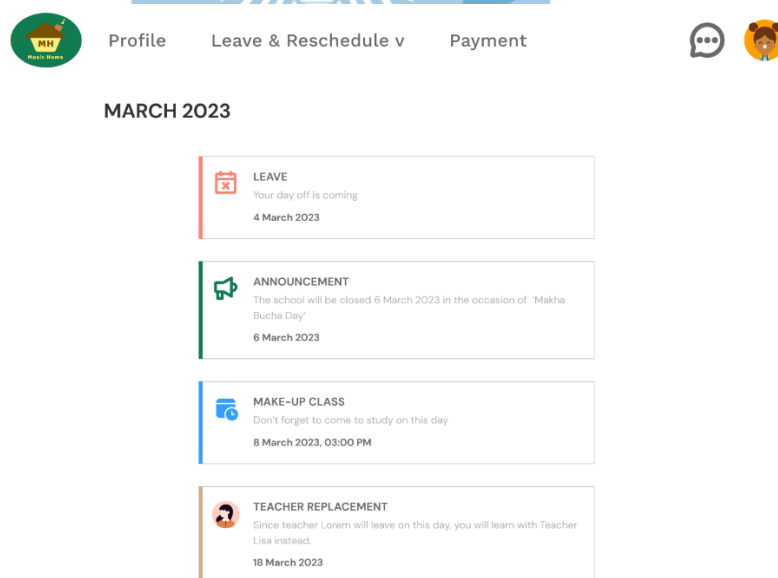 MH
Music Home
Profile
Leave & Reschedule v
Payment
MARCH 2023
LEAVE
Your day off is coming
4 March 2023
ANNOUNCEMENT
The school will be closed 6 March 2023 in the occasion of 'Makha
Bucha Day'
6 March 2023
MAKE-UP CLASS
Don't forget to come to study on this day
8 March 2023, 03:00 PM
TEACHER REPLACEMENT
Since teacher Lorem will leave on this day, you will learn with Teacher
Lisa instead.
18 March 2023